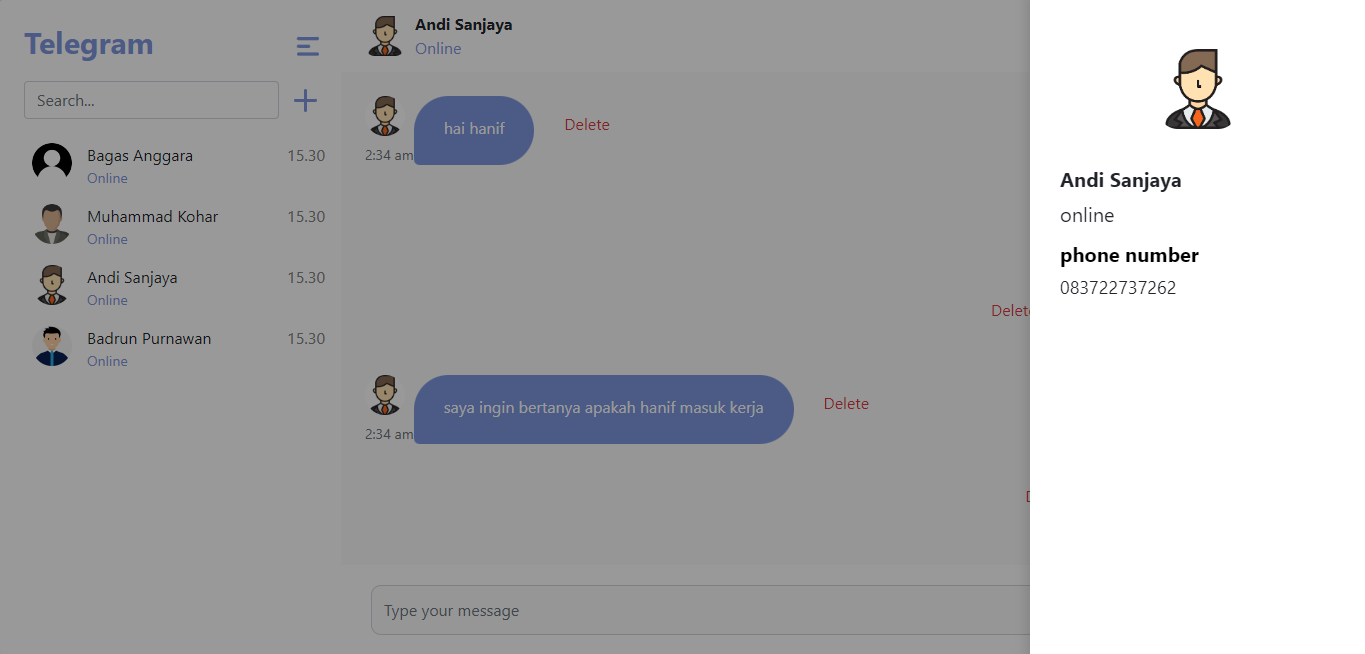 Telegram
Search...
Bagas Anggara 15.30
Online
Muhammad Kohar 15.30
Online
Andi Sanjaya 15.30
Online
Badrun Purnawan 15.30
Online
Andi Sanjaya
Online
hai hanif Delete
2:34 am
saya ingin bertanya apakah hanif masuk kerja Delete
2:34 am
Type your message
Andi Sanjaya
online
phone number
083722737262